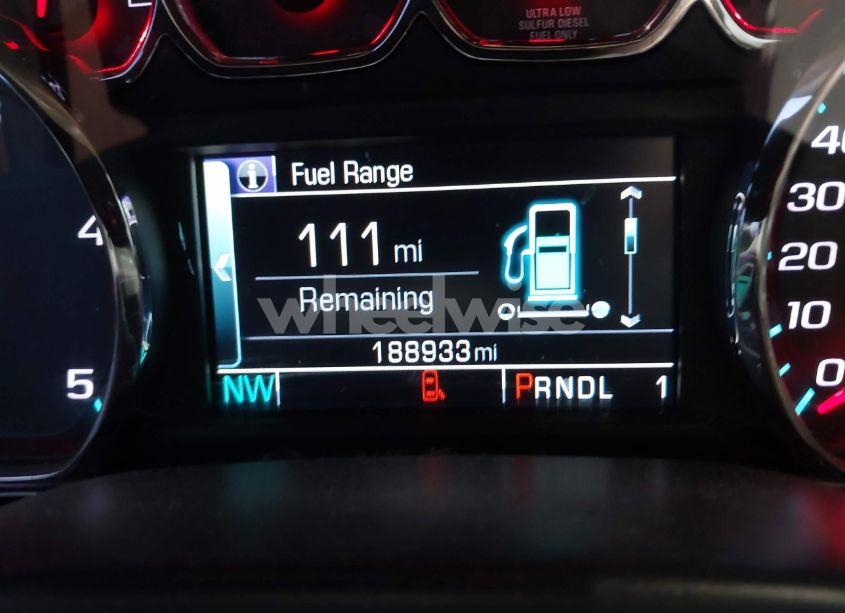 ULTRA LOW
SULFUR DIESEL
FUEL ONLY
Fuel Range
111 mi
Remaining
wheelwise
188933 mi
NW PRNDL 1
4
5
40
30
20
10
0